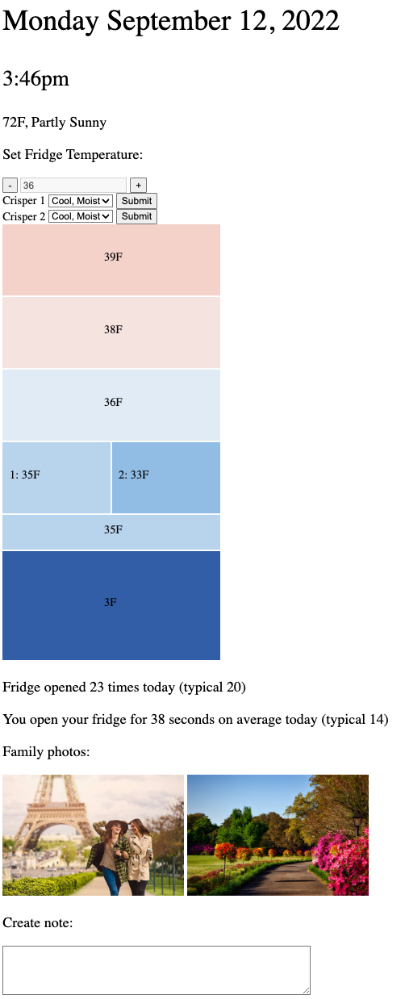 Monday September 12, 2022
3:46pm
72F, Partly Sunny
Set Fridge Temperature:
- 36 +
Crisper 1 Cool, Moist Submit
Crisper 2 Cool, Moist Submit
39F
38F
36F
1: 35F 2: 33F
35F
3F
Fridge opened 23 times today (typical 20)
You open your fridge for 38 seconds on average today (typical 14)
Family photos:
Create note: